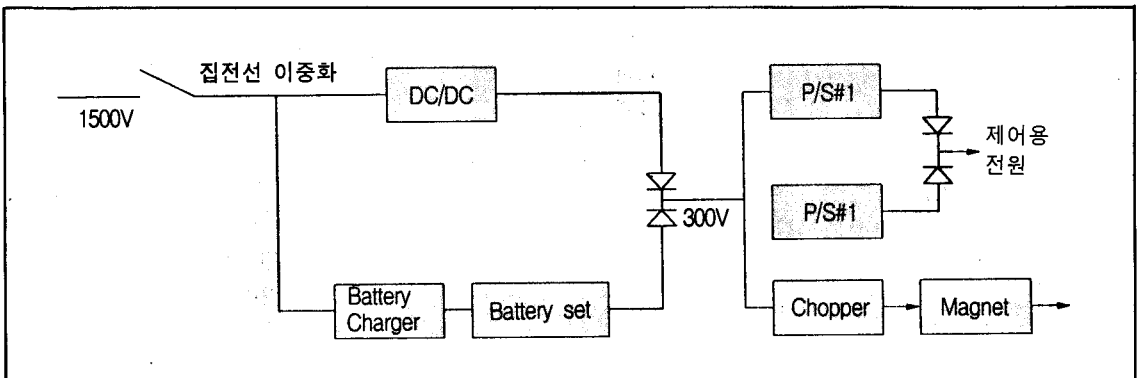 집전선 이중화
1500V
DC/DC
300V
Battery
Charger
Battery set
P/S#1
P/S#1
제어용
전원
Chopper
Magnet